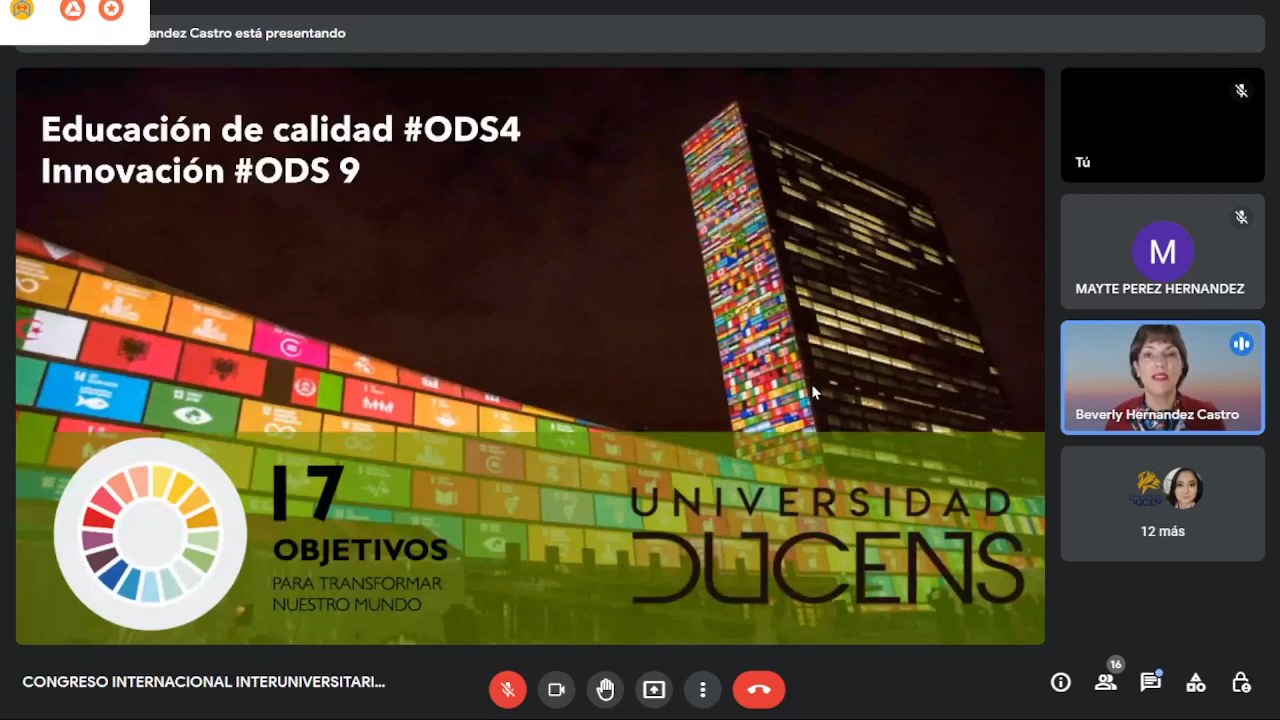 andez Castro está presentando
Educación de calidad #ODS4
Innovación #ODS 9
17
OBJETIVOS
PARA TRANSFORMAR
NUESTRO MUNDO
UNIVERSIDAD
DUCENS
Tú
M
MAYTE PEREZ HERNANDEZ
Beverly Hernandez Castro
DUCENS
12 más
CONGRESO INTERNACIONAL INTERUNIVERSITARI...
16